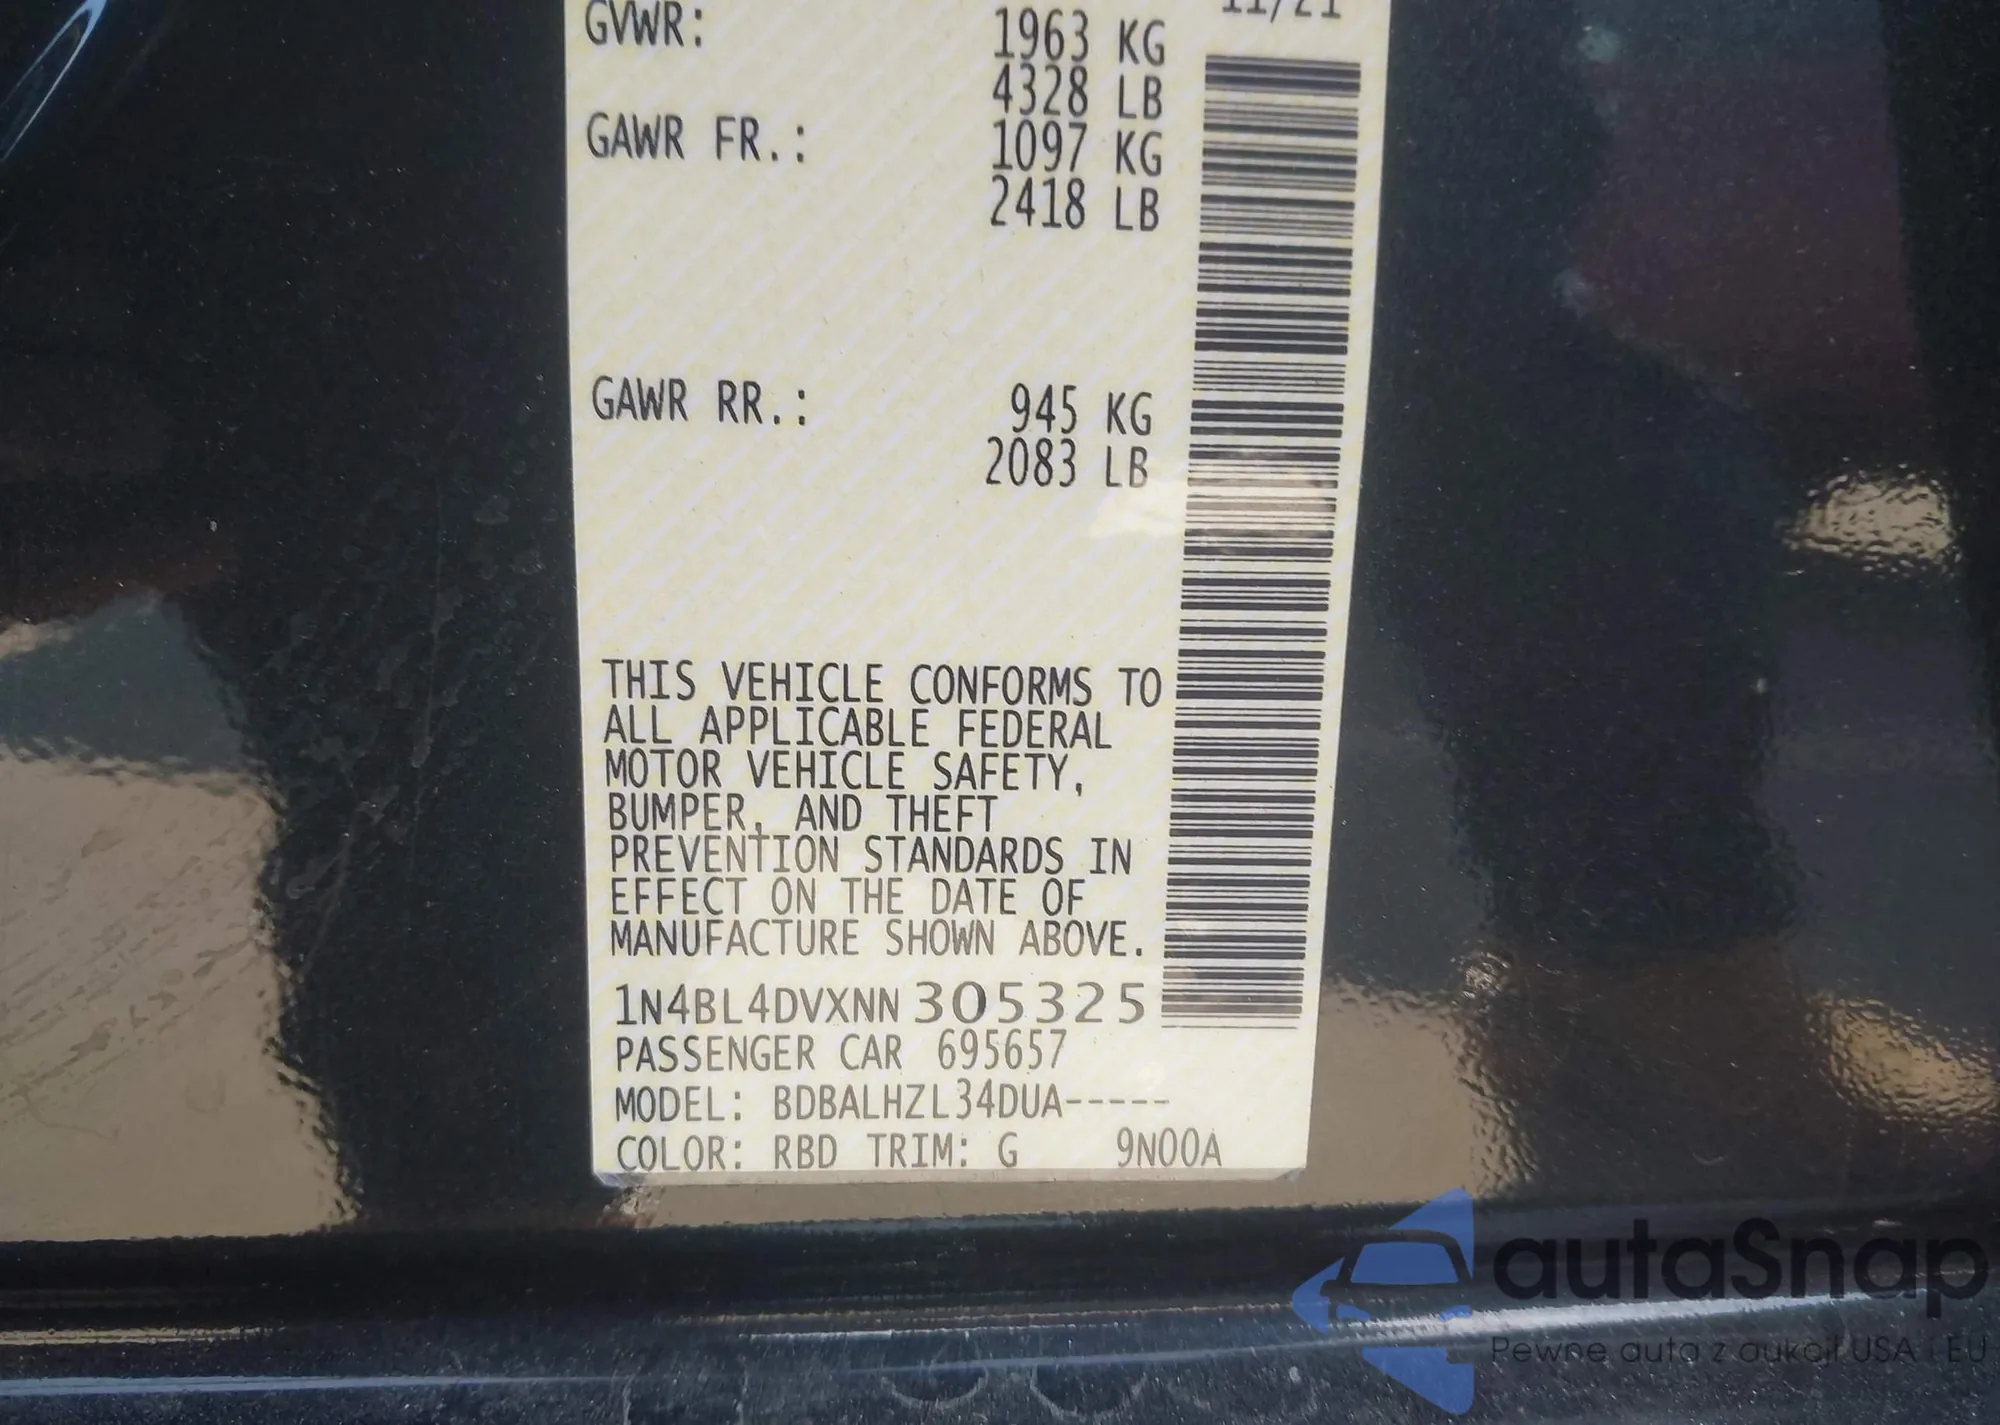 11/21
GVWR: 1963 KG
4328 LB
GAWR FR.: 1097 KG
2418 LB
GAWR RR.: 945 KG
2083 LB
THIS VEHICLE CONFORMS TO
ALL APPLICABLE FEDERAL
MOTOR VEHICLE SAFETY,
BUMPER, AND THEFT
PREVENTION STANDARDS IN
EFFECT ON THE DATE OF
MANUFACTURE SHOWN ABOVE.
1N4BL4DVXNN305325
PASSENGER CAR 695657
MODEL: BDBALHZL34DUA-----
COLOR: RBD TRIM: G 9N00A
autaSnap
Pewne auta z aukcji USA i EU